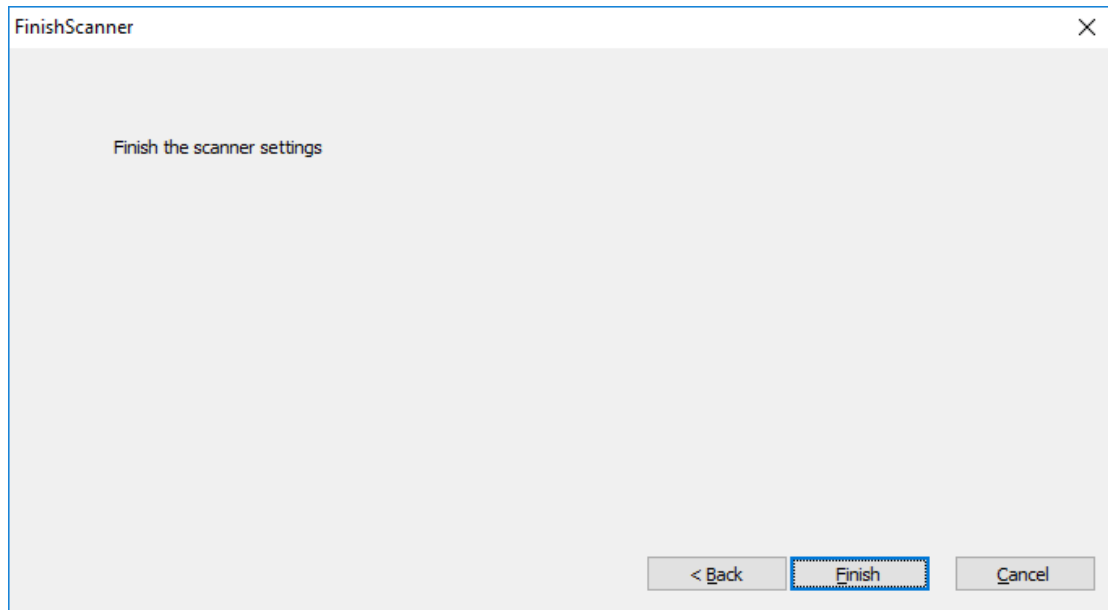 FinishScanner
Finish the scanner settings
< Back
Finish
Cancel